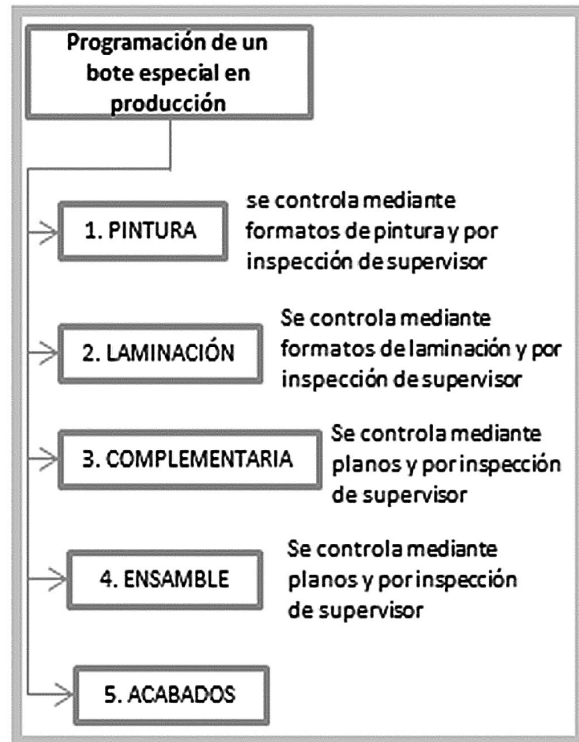 Programación de un
bote especial en
producción
1. PINTURA
se controla mediante
formatos de pintura y por
inspección de supervisor
2. LAMINACIÓN
Se controla mediante
formatos de laminación y por
inspección de supervisor
3. COMPLEMENTARIA
Se controla mediante
planos y por inspección
de supervisor
4. ENSAMBLE
Se controla mediante
planos y por inspección
de supervisor
5. ACABADOS